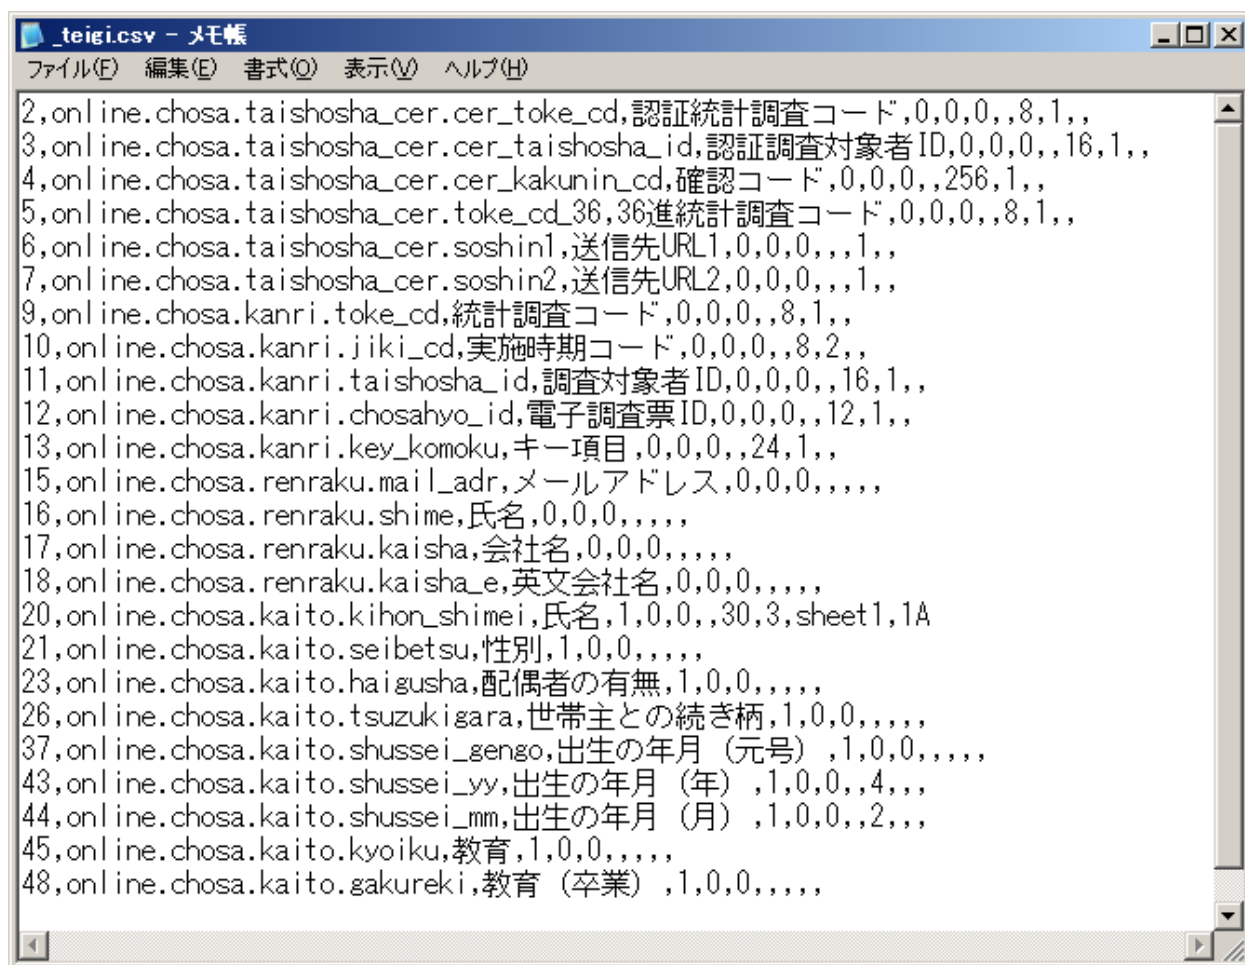 _teigi.csv - メモ帳
ファイル(F) 編集(E) 書式(O) 表示(V) ヘルプ(H)
2,online.chosa.taishosha_cer.cer_toke_cd,認証統計調査コード,0,0,0,,8,1,,
3,online.chosa.taishosha_cer.cer_taishosha_id,認証調査対象者ID,0,0,0,,16,1,,
4,online.chosa.taishosha_cer.cer_kakunin_cd,確認コード,0,0,0,,256,1,,
5,online.chosa.taishosha_cer.toke_cd_36,36進統計調査コード,0,0,0,,8,1,,
6,online.chosa.taishosha_cer.soshin1,送信先URL1,0,0,0,,,1,,
7,online.chosa.taishosha_cer.soshin2,送信先URL2,0,0,0,,,1,,
9,online.chosa.kanri.toke_cd,統計調査コード,0,0,0,,8,1,,
10,online.chosa.kanri.jiki_cd,実施時期コード,0,0,0,,8,2,,
11,online.chosa.kanri.taishosha_id,調査対象者ID,0,0,0,,16,1,,
12,online.chosa.kanri.chosahyo_id,電子調査票ID,0,0,0,,12,1,,
13,online.chosa.kanri.key_komoku,キー項目,0,0,0,,24,1,,
15,online.chosa.renraku.mail_adr,メールアドレス,0,0,0,,,,,
16,online.chosa.renraku.shime,氏名,0,0,0,,,,,
17,online.chosa.renraku.kaisha,会社名,0,0,0,,,,,
18,online.chosa.renraku.kaisha_e,英文会社名,0,0,0,,,,,
20,online.chosa.kaito.kihon_shimei,氏名,1,0,0,,30,3,sheet1,1A
21,online.chosa.kaito.seibetsu,性別,1,0,0,,,,,
23,online.chosa.kaito.haigusha,配偶者の有無,1,0,0,,,,,
26,online.chosa.kaito.tsuzukigara,世帯主との続き柄,1,0,0,,,,,
37,online.chosa.kaito.shussei_gengo,出生の年月（元号）,1,0,0,,,,,
43,online.chosa.kaito.shussei_yy,出生の年月（年）,1,0,0,,4,,,
44,online.chosa.kaito.shussei_mm,出生の年月（月）,1,0,0,,2,,,
45,online.chosa.kaito.kyoiku,教育,1,0,0,,,,,
48,online.chosa.kaito.gakureki,教育（卒業）,1,0,0,,,,,